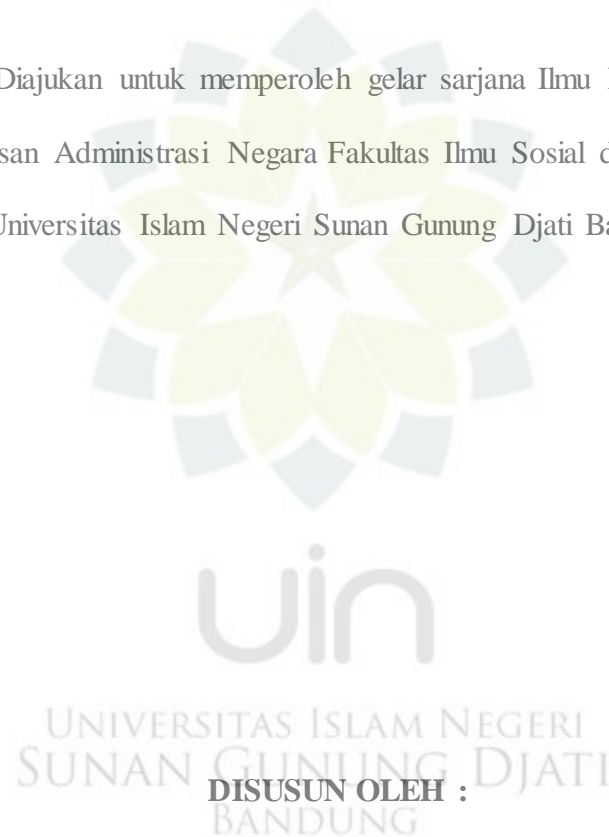 Diajukan untuk memperoleh gelar sarjana Ilmu
san Administrasi Negara Fakultas Ilmu Sosial d
Universitas Islam Negeri Sunan Gunung Djati Ba
uin
UNIVERSITAS ISLAM NEGERI
SUNAN GUNUNG DJATI
DISUSUN OLEH :
BANDUNG